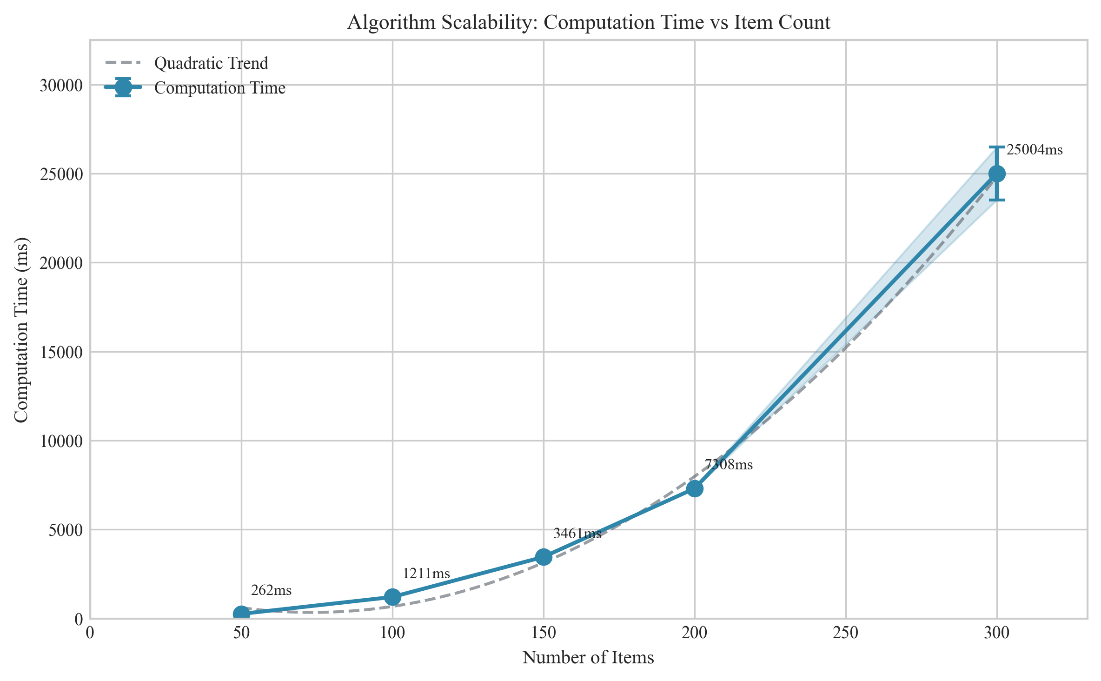 Algorithm Scalability: Computation Time vs Item Count
Quadratic Trend
Computation Time
30000
25000
20000
15000
10000
5000
0
Computation Time (ms)
262ms
1211ms
3461ms
7308ms
25004ms
0 50 100 150 200 250 300
Number of Items